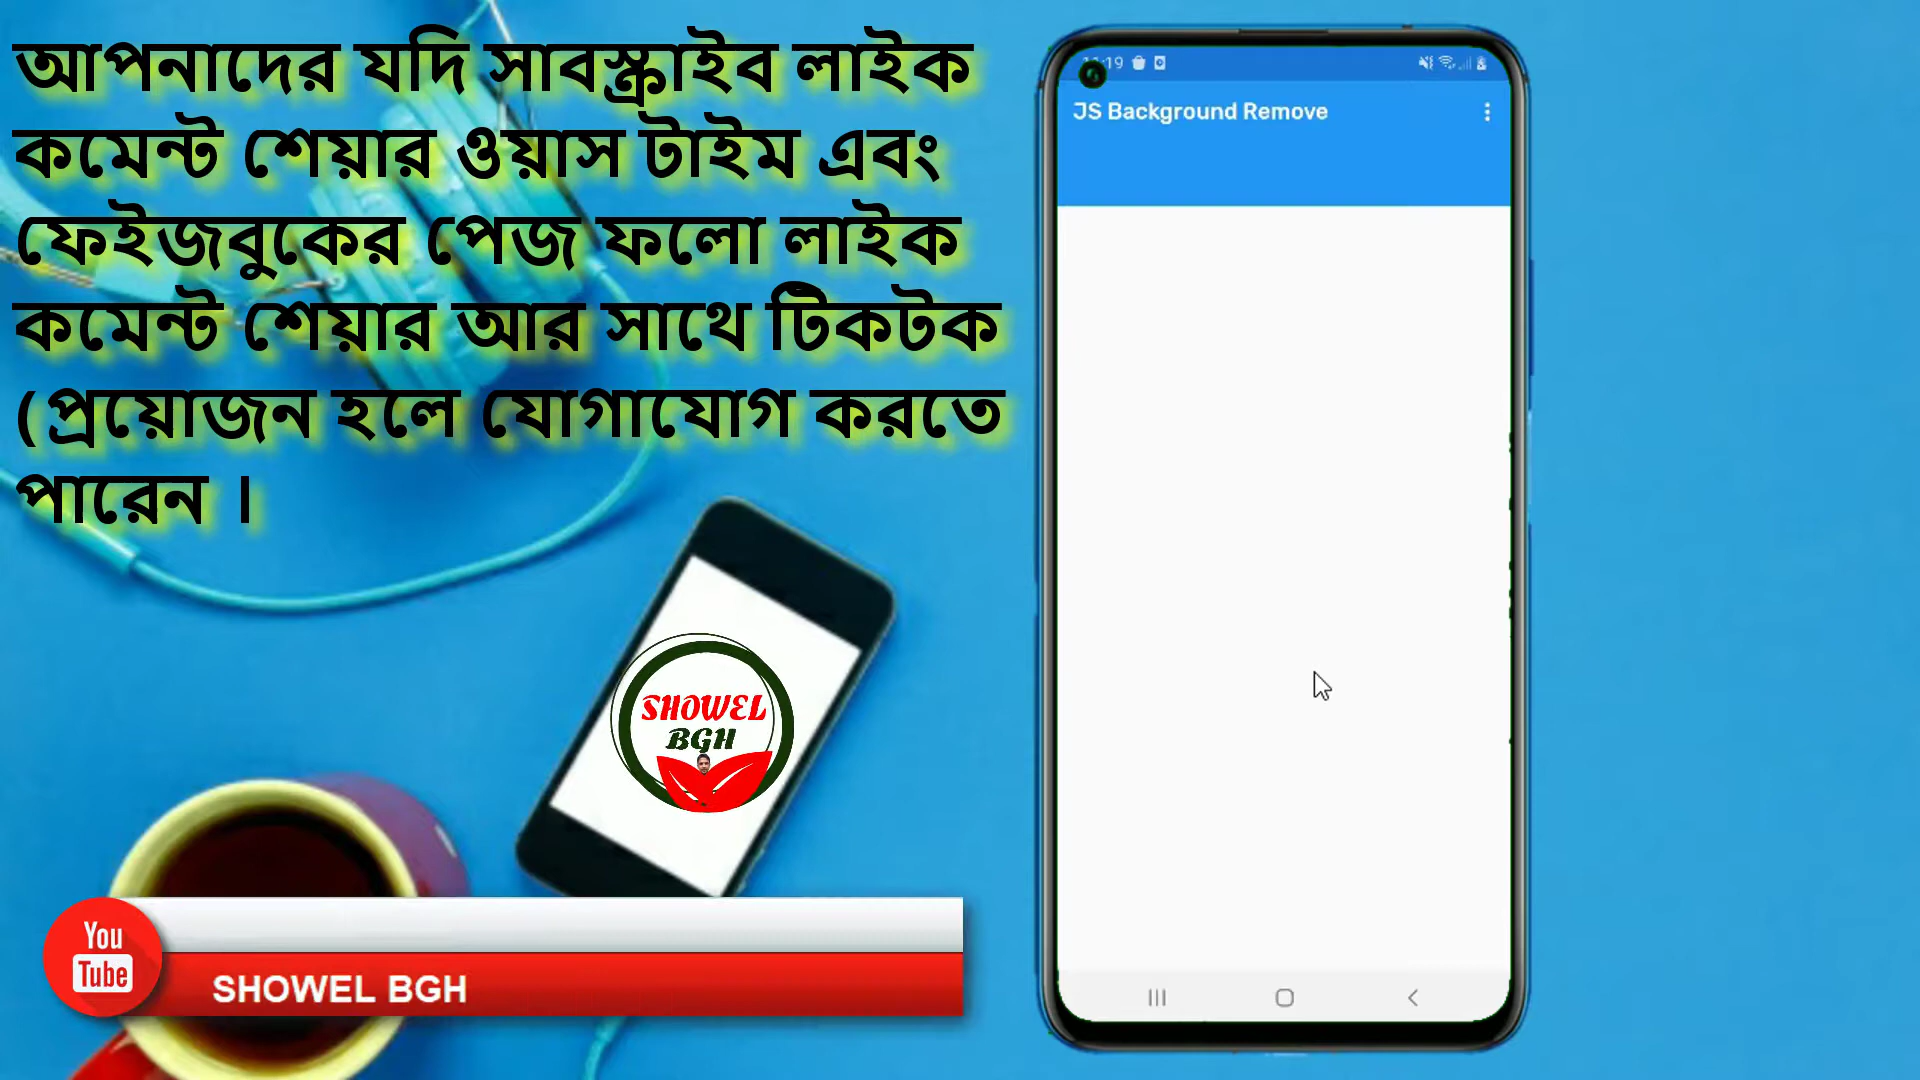 আপনাদের যদি সাবস্ক্রাইব লাইক
কমেন্ট শেয়ার ওয়াস টাইম এবং
ফেইজবুকের পেজ ফলো লাইক
কমেন্ট শেয়ার আর সাথে টিকটক
(প্রয়োজন হলে যোগাযোগ করতে
পারেন ।
JS Background Remove
SHOWEL
BGH
You
Tube
SHOWEL BGH